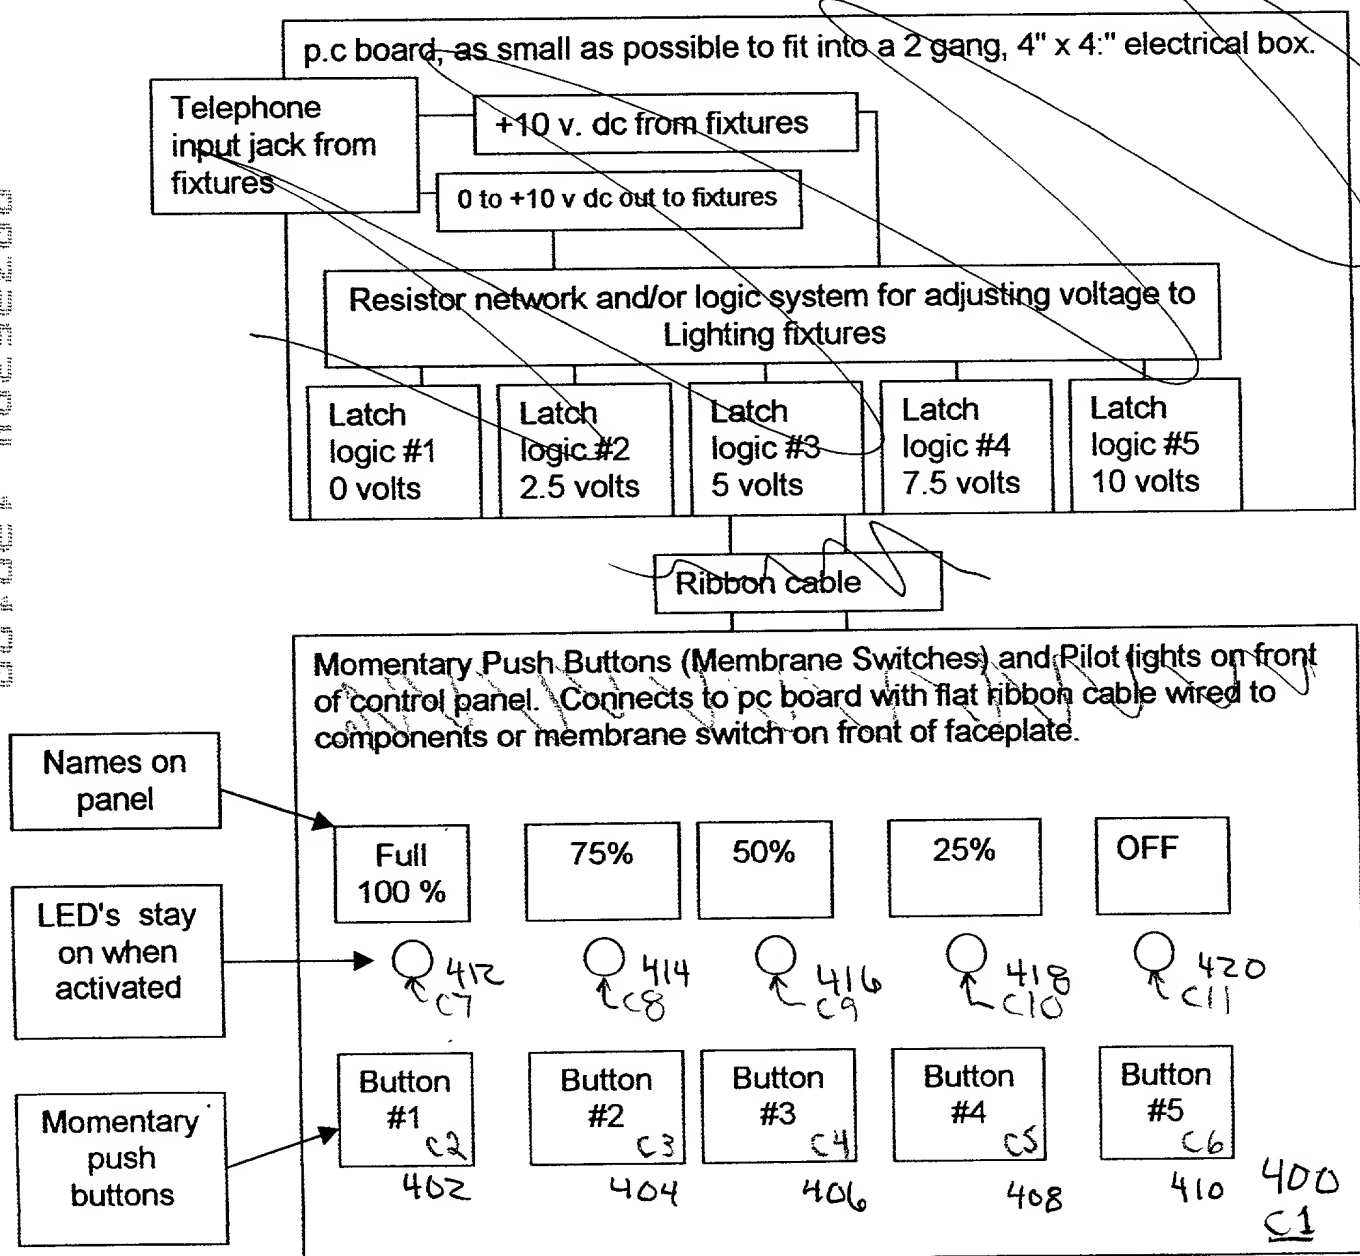 p.c board, as small as possible to fit into a 2 gang, 4" x 4:" electrical box.
Telephone
input jack from
fixtures
+10 v. dc from fixtures
0 to +10 v dc out to fixtures
Resistor network and/or logic system for adjusting voltage to
Lighting fixtures
Latch
logic #1
0 volts
Latch
logic #2
2.5 volts
Latch
logic #3
5 volts
Latch
logic #4
7.5 volts
Latch
logic #5
10 volts
Ribbon cable
Momentary Push Buttons (Membrane Switches) and Pilot lights on front
of control panel.  Connects to pc board with flat ribbon cable wired to
components or membrane switch on front of faceplate.
Names on
panel
Full
100 %
75%
50%
25%
OFF
LED's  stay
on when
activated
412
C7
414
C8
416
C9
418
C10
420
C11
Momentary
push
buttons
Button
#1
C2
Button
#2
C3
Button
#3
C4
Button
#4
C5
Button
#5
C6
402
404
406
408
410
400
C1